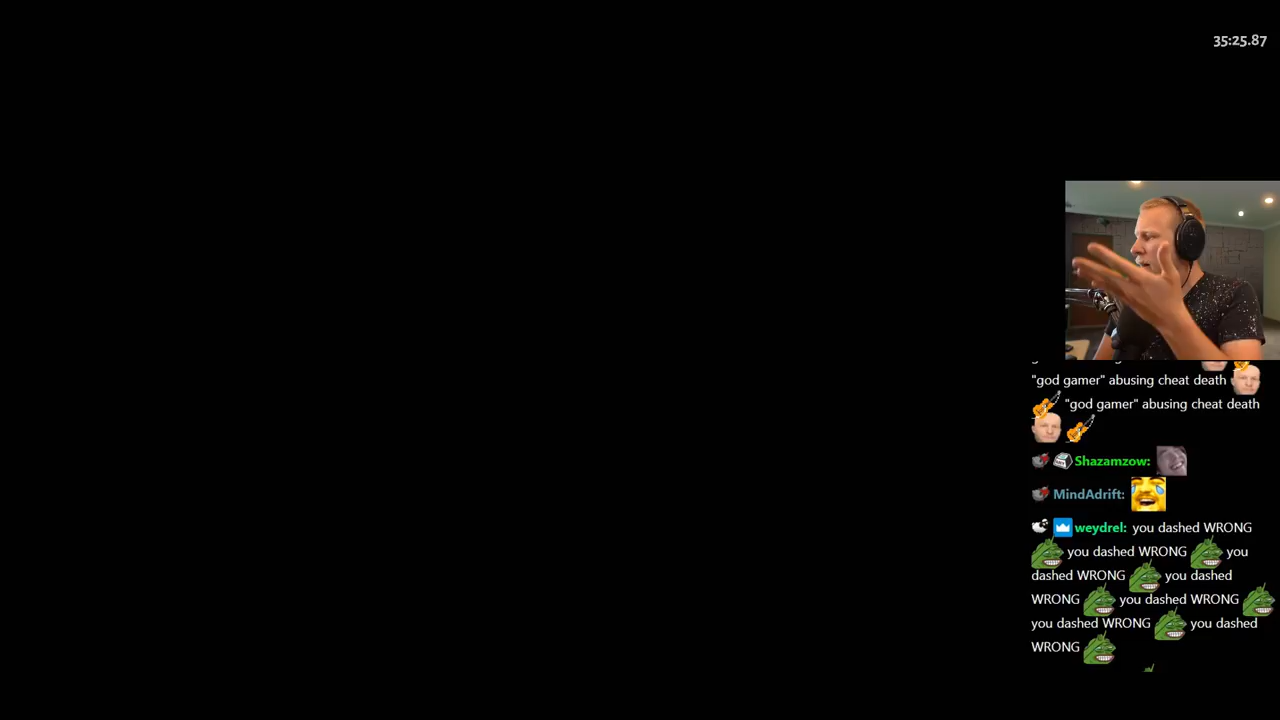 35:25.87
"god gamer" abusing cheat death
"god gamer" abusing cheat death
Shazamzow:
MindAdrift:
weydrel: you dashed WRONG
you dashed WRONG you
dashed WRONG you dashed
WRONG you dashed WRONG
you dashed WRONG you dashed
WRONG